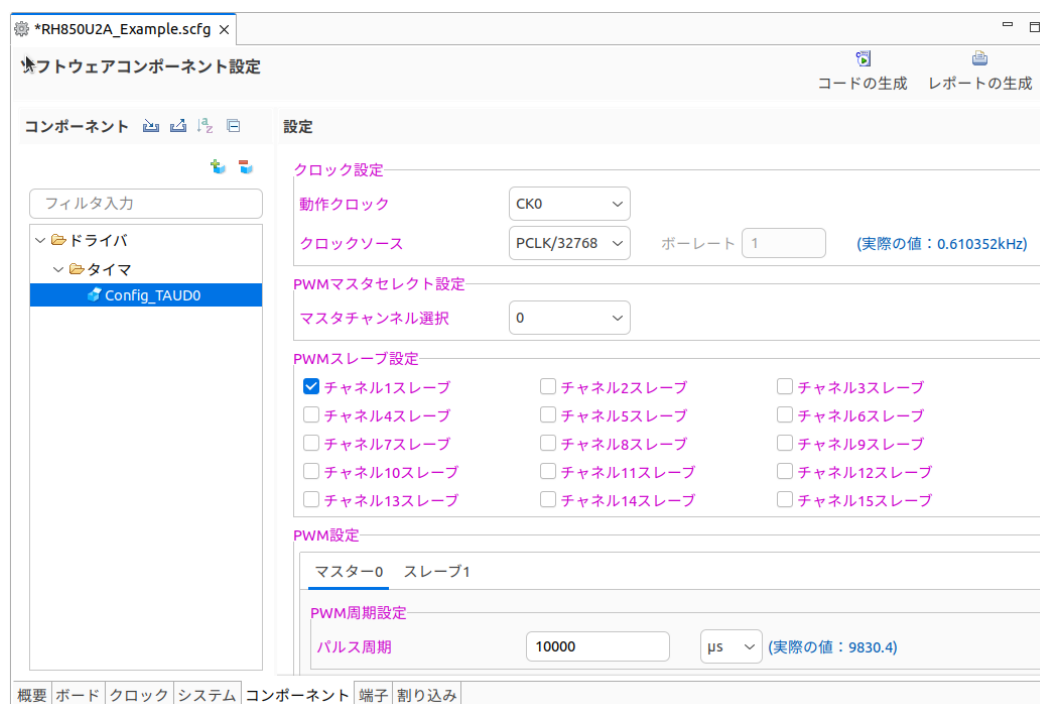 *RH850U2A_Example.scfg
フトウェアコンポーネント設定
コードの生成 レポートの生成
コンポーネント
設定
フィルタ入力
ドライバ
タイマ
Config_TAUD0
クロック設定
動作クロック CK0
クロックソース PCLK/32768 ボーレート 1 (実際の値：0.610352kHz)
PWMマスタセレクト設定
マスタチャンネル選択 0
PWMスレーブ設定
チャネル1スレーブ チャネル2スレーブ チャネル3スレーブ
チャネル4スレーブ チャネル5スレーブ チャネル6スレーブ
チャネル7スレーブ チャネル8スレーブ チャネル9スレーブ
チャネル10スレーブ チャネル11スレーブ チャネル12スレーブ
チャネル13スレーブ チャネル14スレーブ チャネル15スレーブ
PWM設定
マスター0 スレーブ1
PWM周期設定
パルス周期 10000 μs (実際の値：9830.4)
概要 ボード クロック システム コンポーネント 端子 割り込み